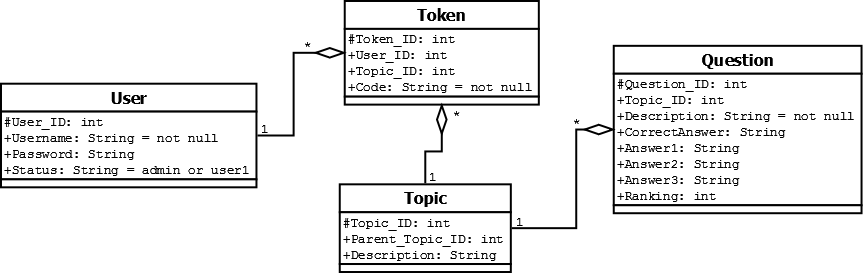 Token
#Token_ID: int
+User_ID: int
+Topic_ID: int
+Code: String = not null
*
*
User
#User_ID: int
+Username: String = not null
+Password: String
+Status: String = admin or user1
1
Question
#Question_ID: int
+Topic_ID: int
+Description: String = not null
+CorrectAnswer: String
+Answer1: String
+Answer2: String
+Answer3: String
+Ranking: int
*
1
Topic
#Topic_ID: int
+Parent_Topic_ID: int
+Description: String
1